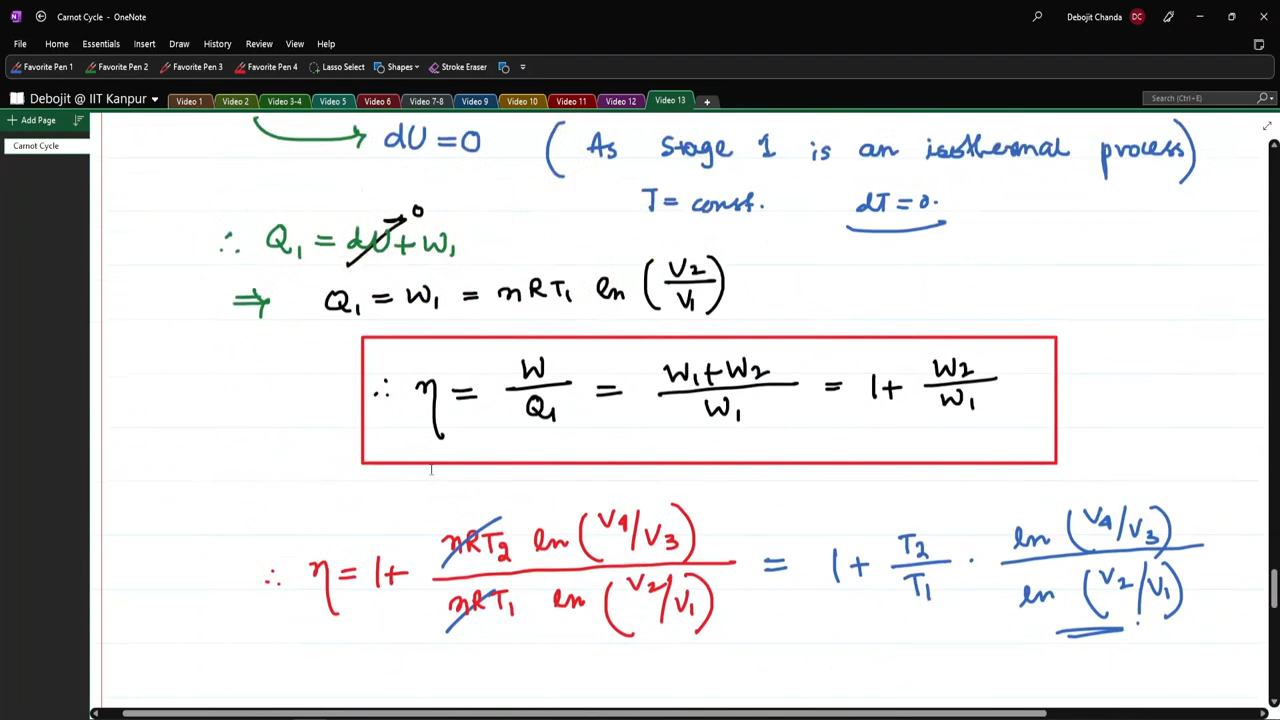 Carnot Cycle - OneNote
Debojit Chanda DC
File Home Essentials Insert Draw History Review View Help
Favorite Pen 1 Favorite Pen 2 Favorite Pen 3 Favorite Pen 4 Lasso Select Shapes Stroke Eraser
Debojit @ IIT Kanpur Video 1 Video 2 Video 3-4 Video 5 Video 6 Video 7-8 Video 9 Video 10 Video 11 Video 12 Video 13 + Search (Ctrl+E)
+ Add Page
Carnot Cycle
dU = 0 (As stage 1 is an isothermal process)
T = const. dT = 0.
∴ Q₁ = dU + W₁ 0
⇒ Q₁ = W₁ = nRT₁ ln (V₂/V₁)
∴ η = W/Q₁ = (W₁+W₂)/W₁ = 1 + W₂/W₁
∴ η = 1 + (nRT₂ ln (V₄/V₃))/(nRT₁ ln (V₂/V₁)) = 1 + T₂/T₁ · (ln (V₄/V₃))/(ln (V₂/V₁))